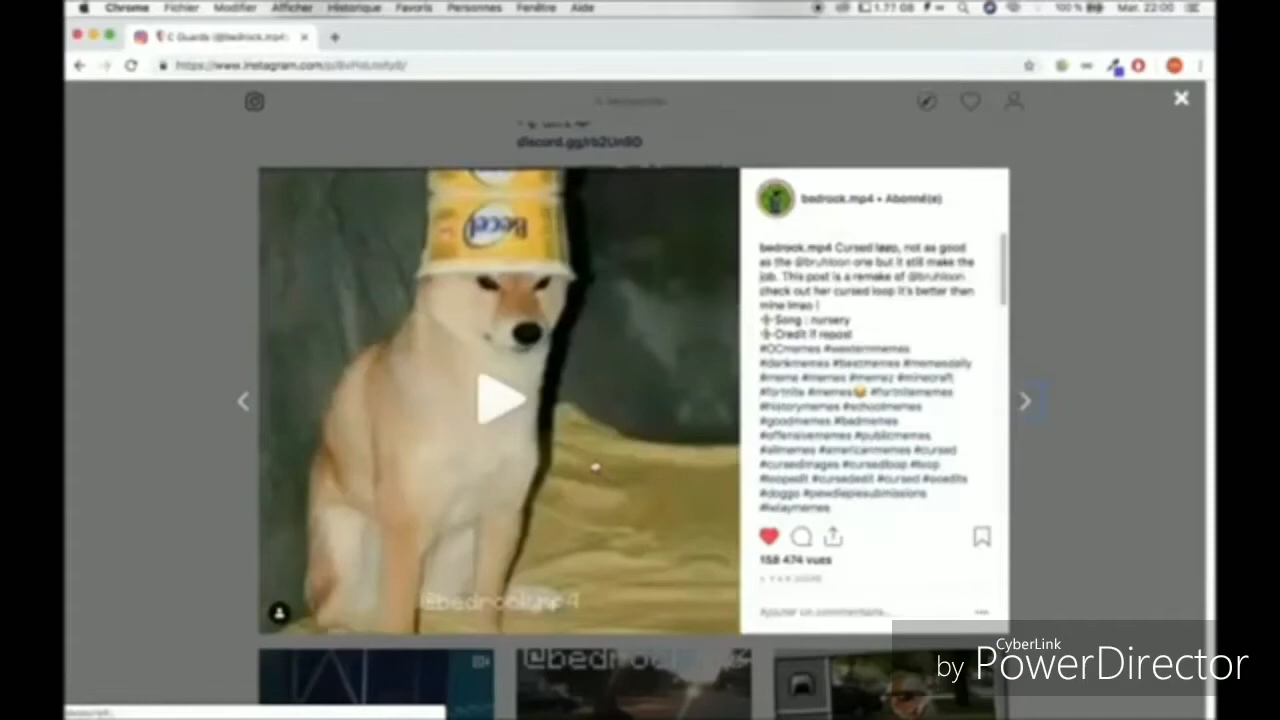 Chrome Fichier Modifier Afficher Historique Favoris Personnes Fenêtre Aide
1.77 GB
100 %
Mar. 22:00
C Guards (@bedrock.mp4)
https://www.instagram.com/p/
discord.gg/rb2Un9D
Becel
bedrock.mp4 • Abonné(e)
bedrock.mp4 Cursed loop, not as good
as the @bruhloon one but it still make the
job. This post is a remake of @bruhloon
check out her cursed loop it's better than
mine lmao !
Song : nursery
Credit if repost
#OCmemes #westernmemes
#dankmemes #bestmemes #memesdaily
#meme #memes #memez #minecraft
#fortnite #memes😂 #fortnitememes
#historymemes #schoolmemes
#goodmemes #badmemes
#offensivememes #publicmemes
#allmemes #americanmemes #cursed
#cursedimages #cursedloop #loop
#loopedit #cursededit #cursed #ocedits
#doggo #pewdiepiesubmissions
158 474 vues
Ajouter un commentaire...
@bedrock.mp4
@bedrock
CyberLink
by PowerDirector